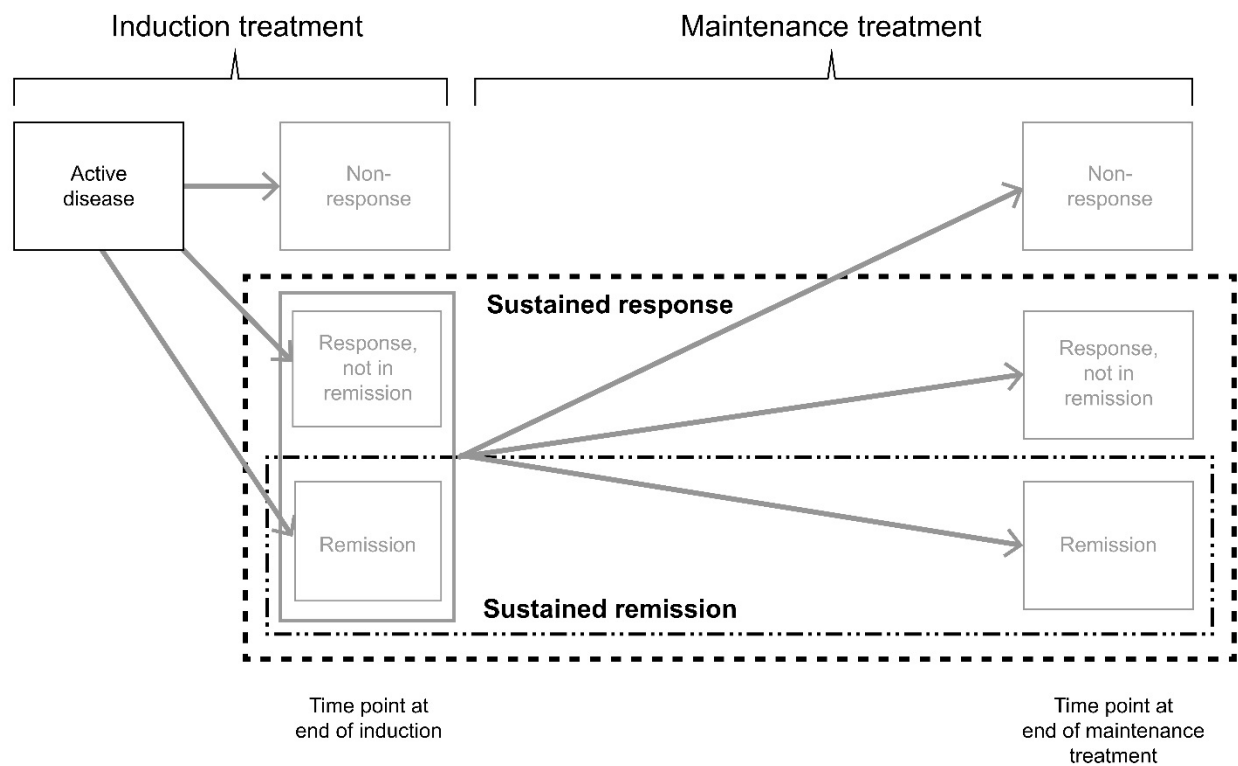 Induction treatment
Maintenance treatment
Active
disease
Non-
response
Non-
response
Sustained response
Response,
not in
remission
Response,
not in
remission
Remission
Remission
Sustained remission
Time point at
end of induction
Time point at
end of maintenance
treatment